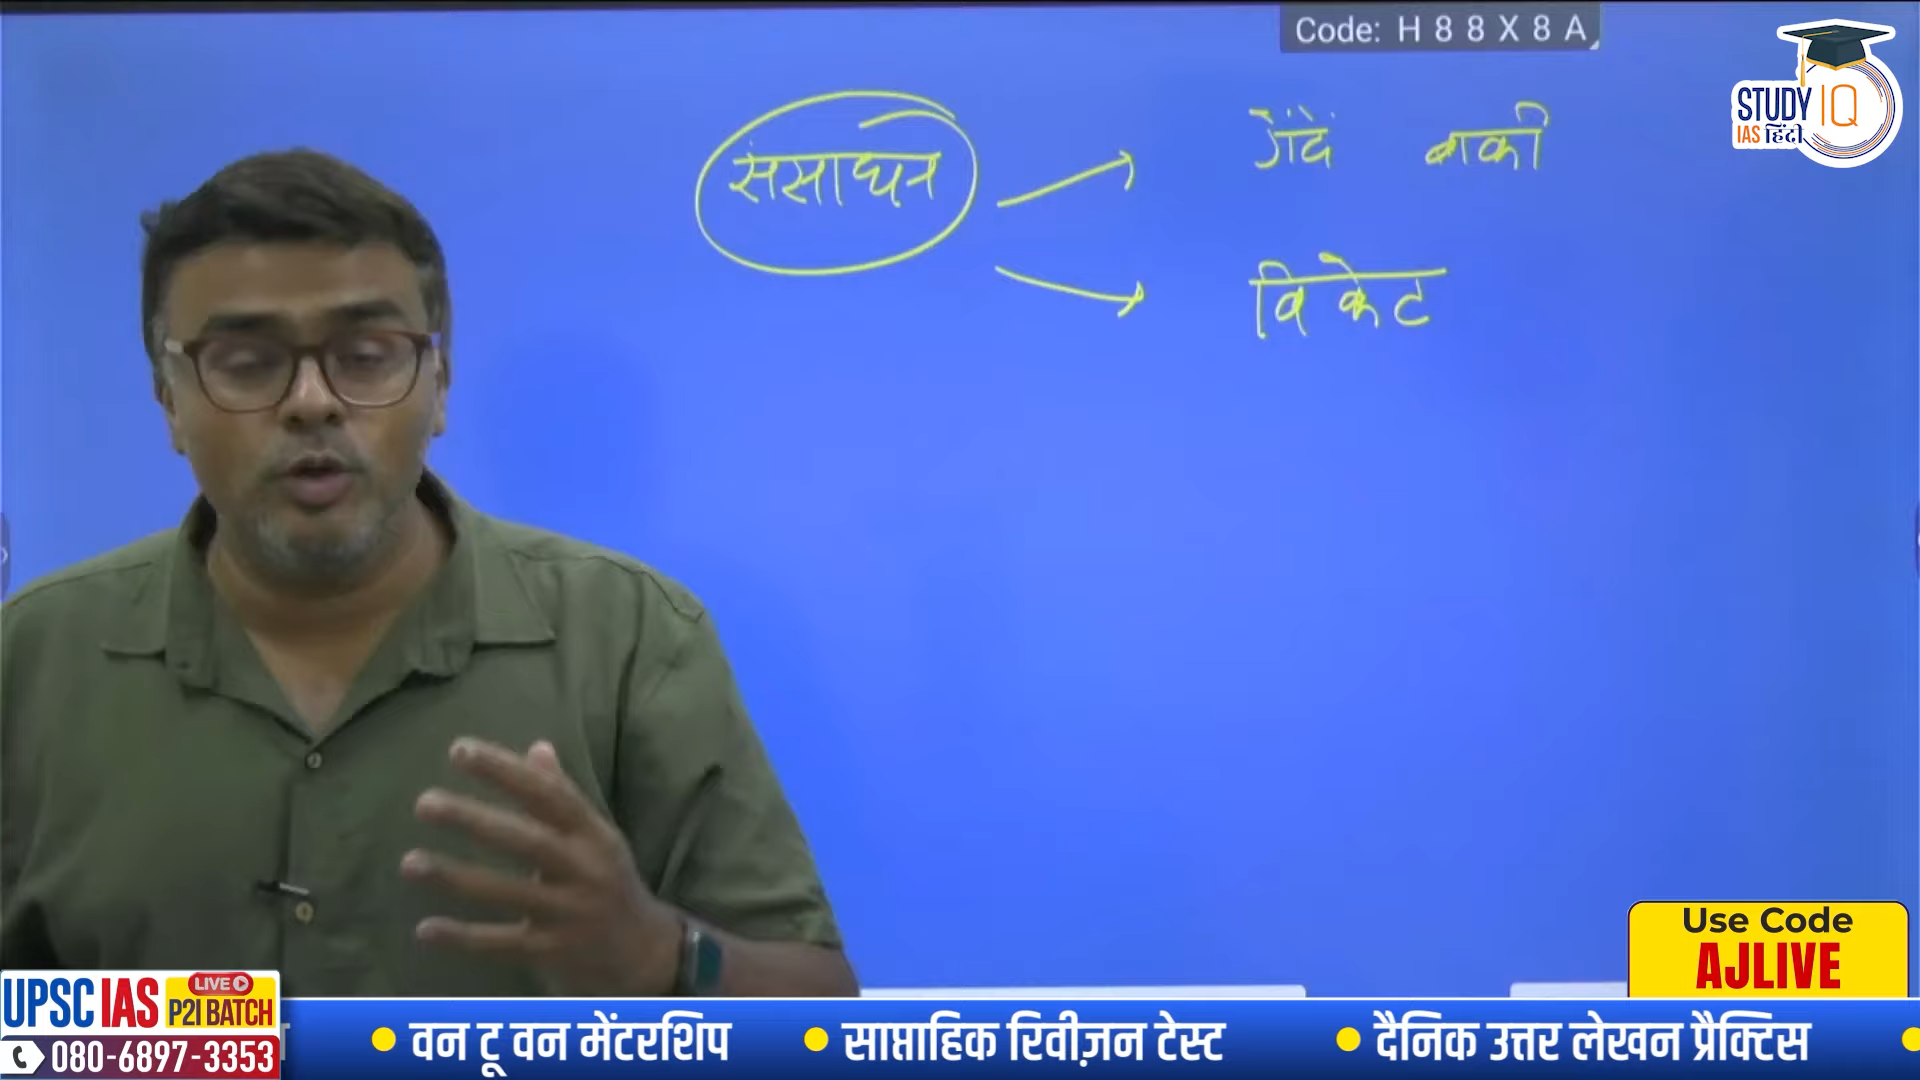 Code: H 8 8 X 8 A
STUDY IQ
IAS हिंदी
संसाधन
गेंदें बाकी
विकेट
Use Code
AJLIVE
LIVE
UPSC IAS P2I BATCH
080-6897-3353
वन टू वन मेंटरशिप
साप्ताहिक रिवीज़न टेस्ट
दैनिक उत्तर लेखन प्रैक्टिस